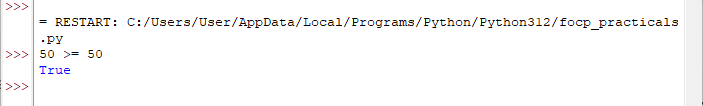 >>>
= RESTART: C:/Users/User/AppData/Local/Programs/Python/Python312/focp_practicals
.py
>>> 50 >= 50
True
>>>